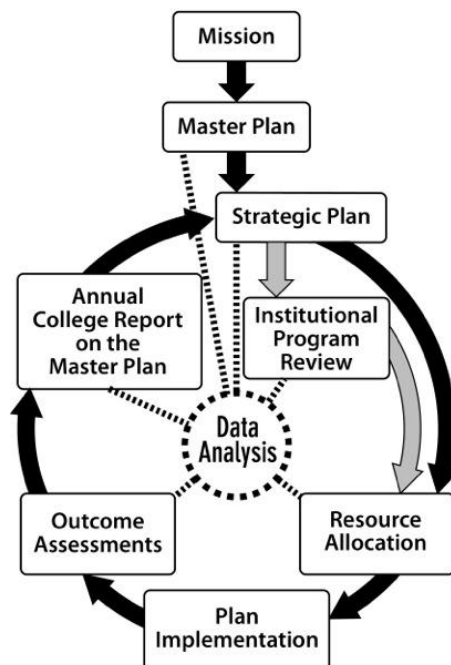 Mission
Master Plan
Strategic Plan
Annual
College Report
on the
Master Plan
Institutional
Program
Review
Data
Analysis
Outcome
Assessments
Resource
Allocation
Plan
Implementation